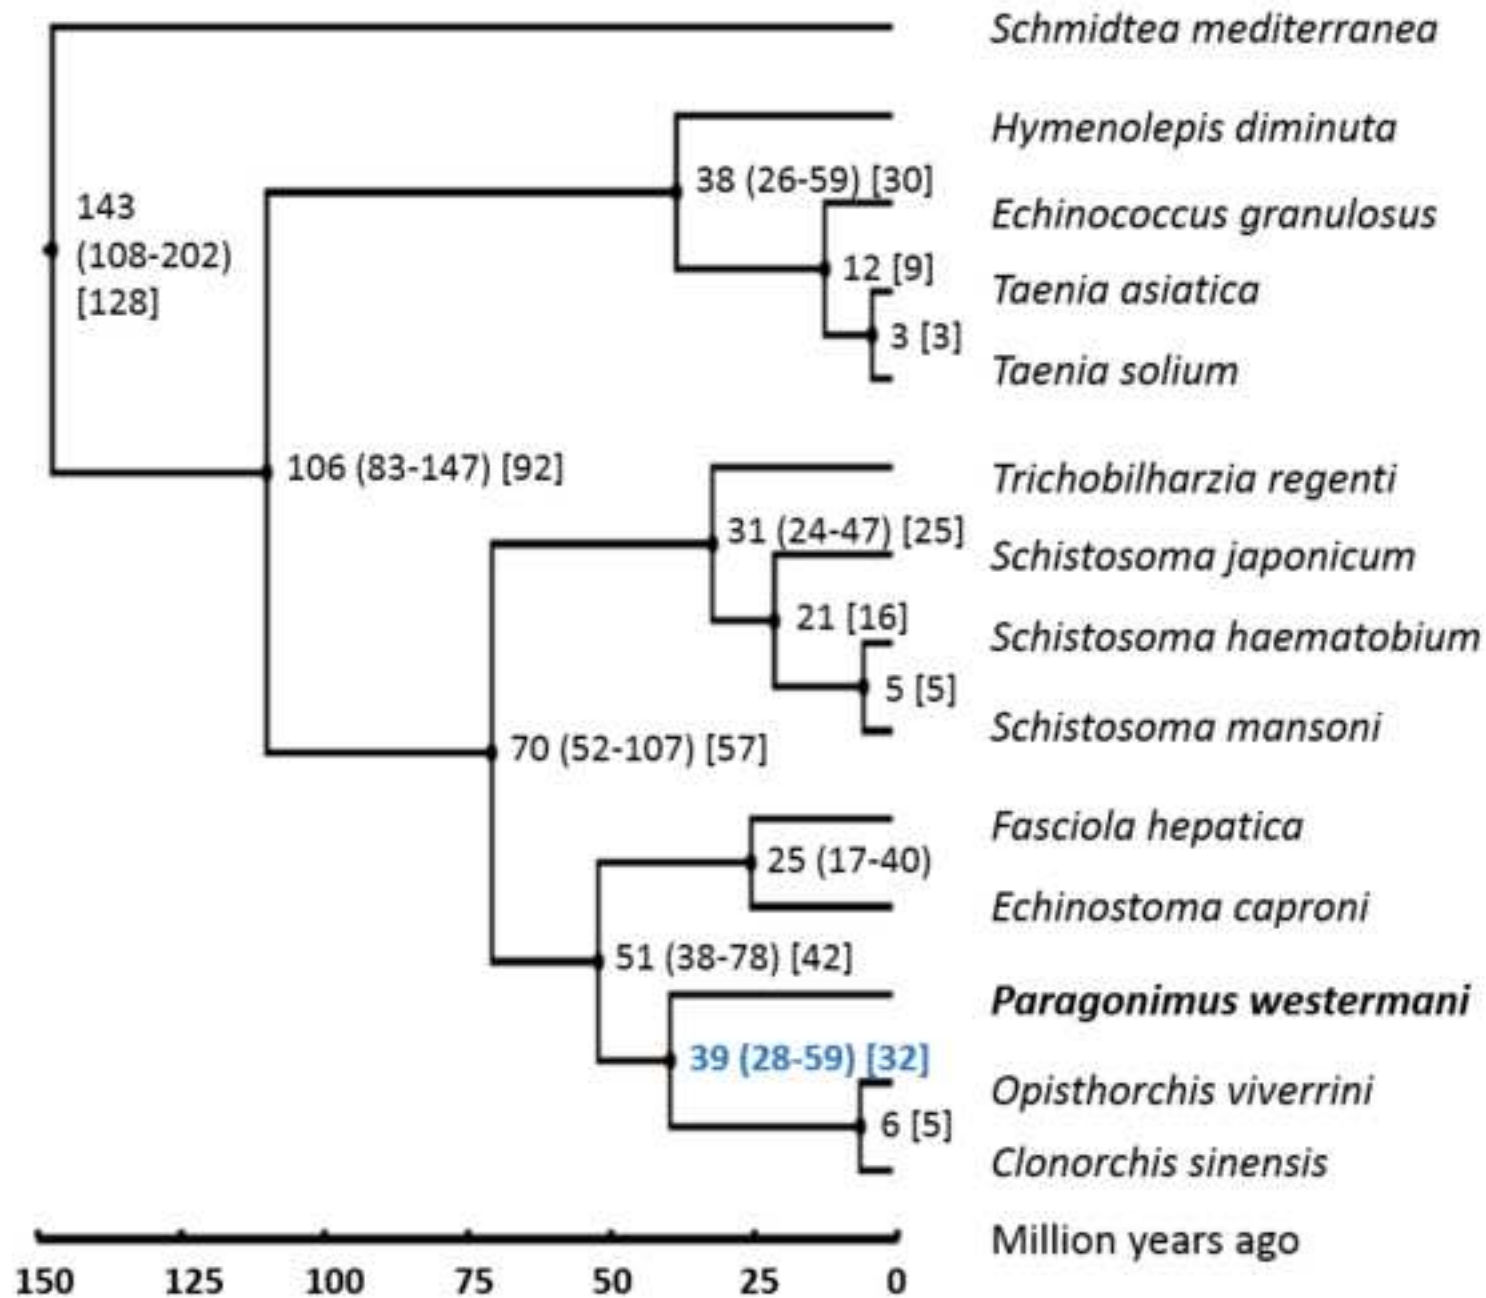 Schmidtea mediterranea
Hymenolepis diminuta
38 (26-59) [30]
143
(108-202)
[128]
Echinococcus granulosus
12 [9]
Taenia asiatica
3 [3]
Taenia solium
106 (83-147) [92]
Trichobilharzia regenti
31 (24-47) [25]
Schistosoma japonicum
21 [16]
Schistosoma haematobium
5 [5]
Schistosoma mansoni
70 (52-107) [57]
Fasciola hepatica
25 (17-40)
Echinostoma caproni
51 (38-78) [42]
Paragonimus westermani
39 (28-59) [32]
Opisthorchis viverrini
6 [5]
Clonorchis sinensis
Million years ago
150 125 100 75 50 25 0